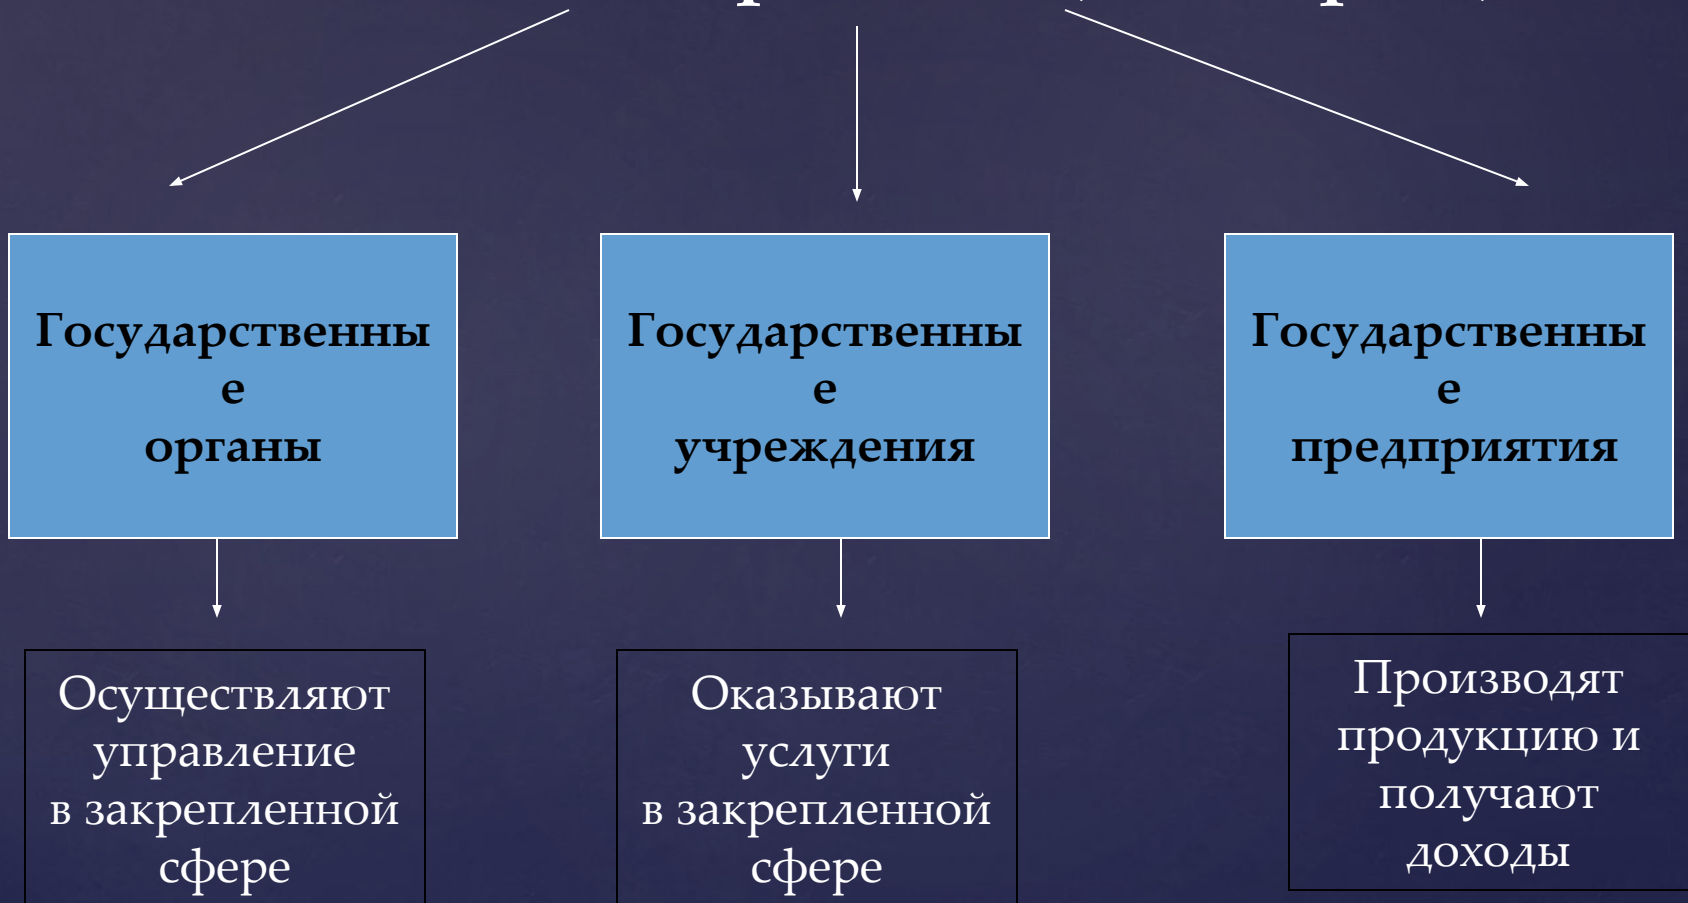 Государственны
е
органы
Государственны
е
учреждения
Государственны
е
предприятия
Осуществляют
управление
в закрепленной
сфере
Оказывают
услуги
в закрепленной
сфере
Производят
продукцию и
получают
доходы